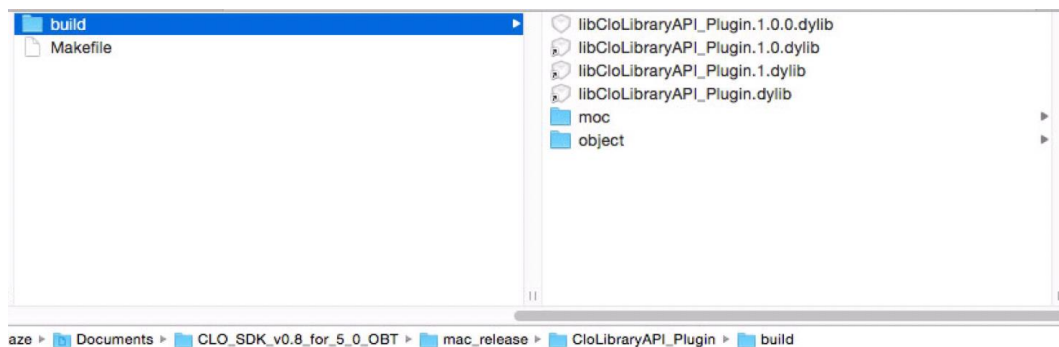 build
Makefile
libCloLibraryAPI_Plugin.1.0.0.dylib
libCloLibraryAPI_Plugin.1.0.dylib
libCloLibraryAPI_Plugin.1.dylib
libCloLibraryAPI_Plugin.dylib
moc
object
aze ▸ Documents ▸ CLO_SDK_v0.8_for_5_0_OBT ▸ mac_release ▸ CloLibraryAPI_Plugin ▸ build